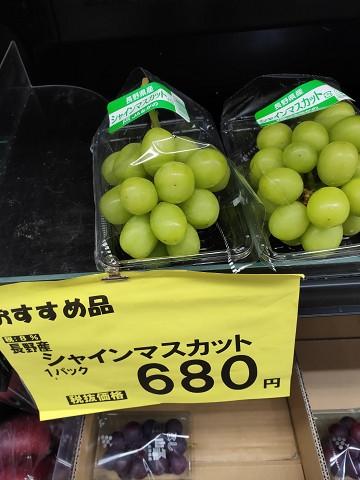 長野県産
シャインマスカット
長野県産
シャインマスカット
おすすめ品
税:8%
長野産
シャインマスカット
1パック
680円
税抜価格